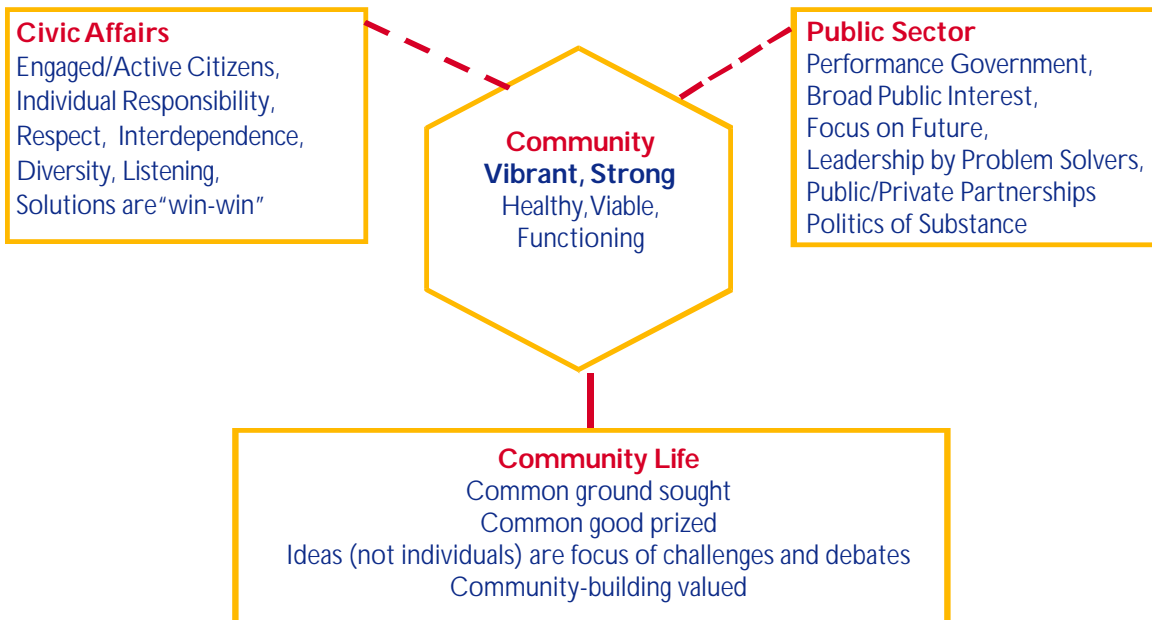 Civic Affairs
Engaged/Active Citizens,
Individual Responsibility,
Respect, Interdependence,
Diversity, Listening,
Solutions are "win-win"
Public Sector
Performance Government,
Broad Public Interest,
Focus on Future,
Leadership by Problem Solvers,
Public/Private Partnerships
Politics of Substance
Community
Vibrant, Strong
Healthy, Viable,
Functioning
Community Life
Common ground sought
Common good prized
Ideas (not individuals) are focus of challenges and debates
Community-building valued